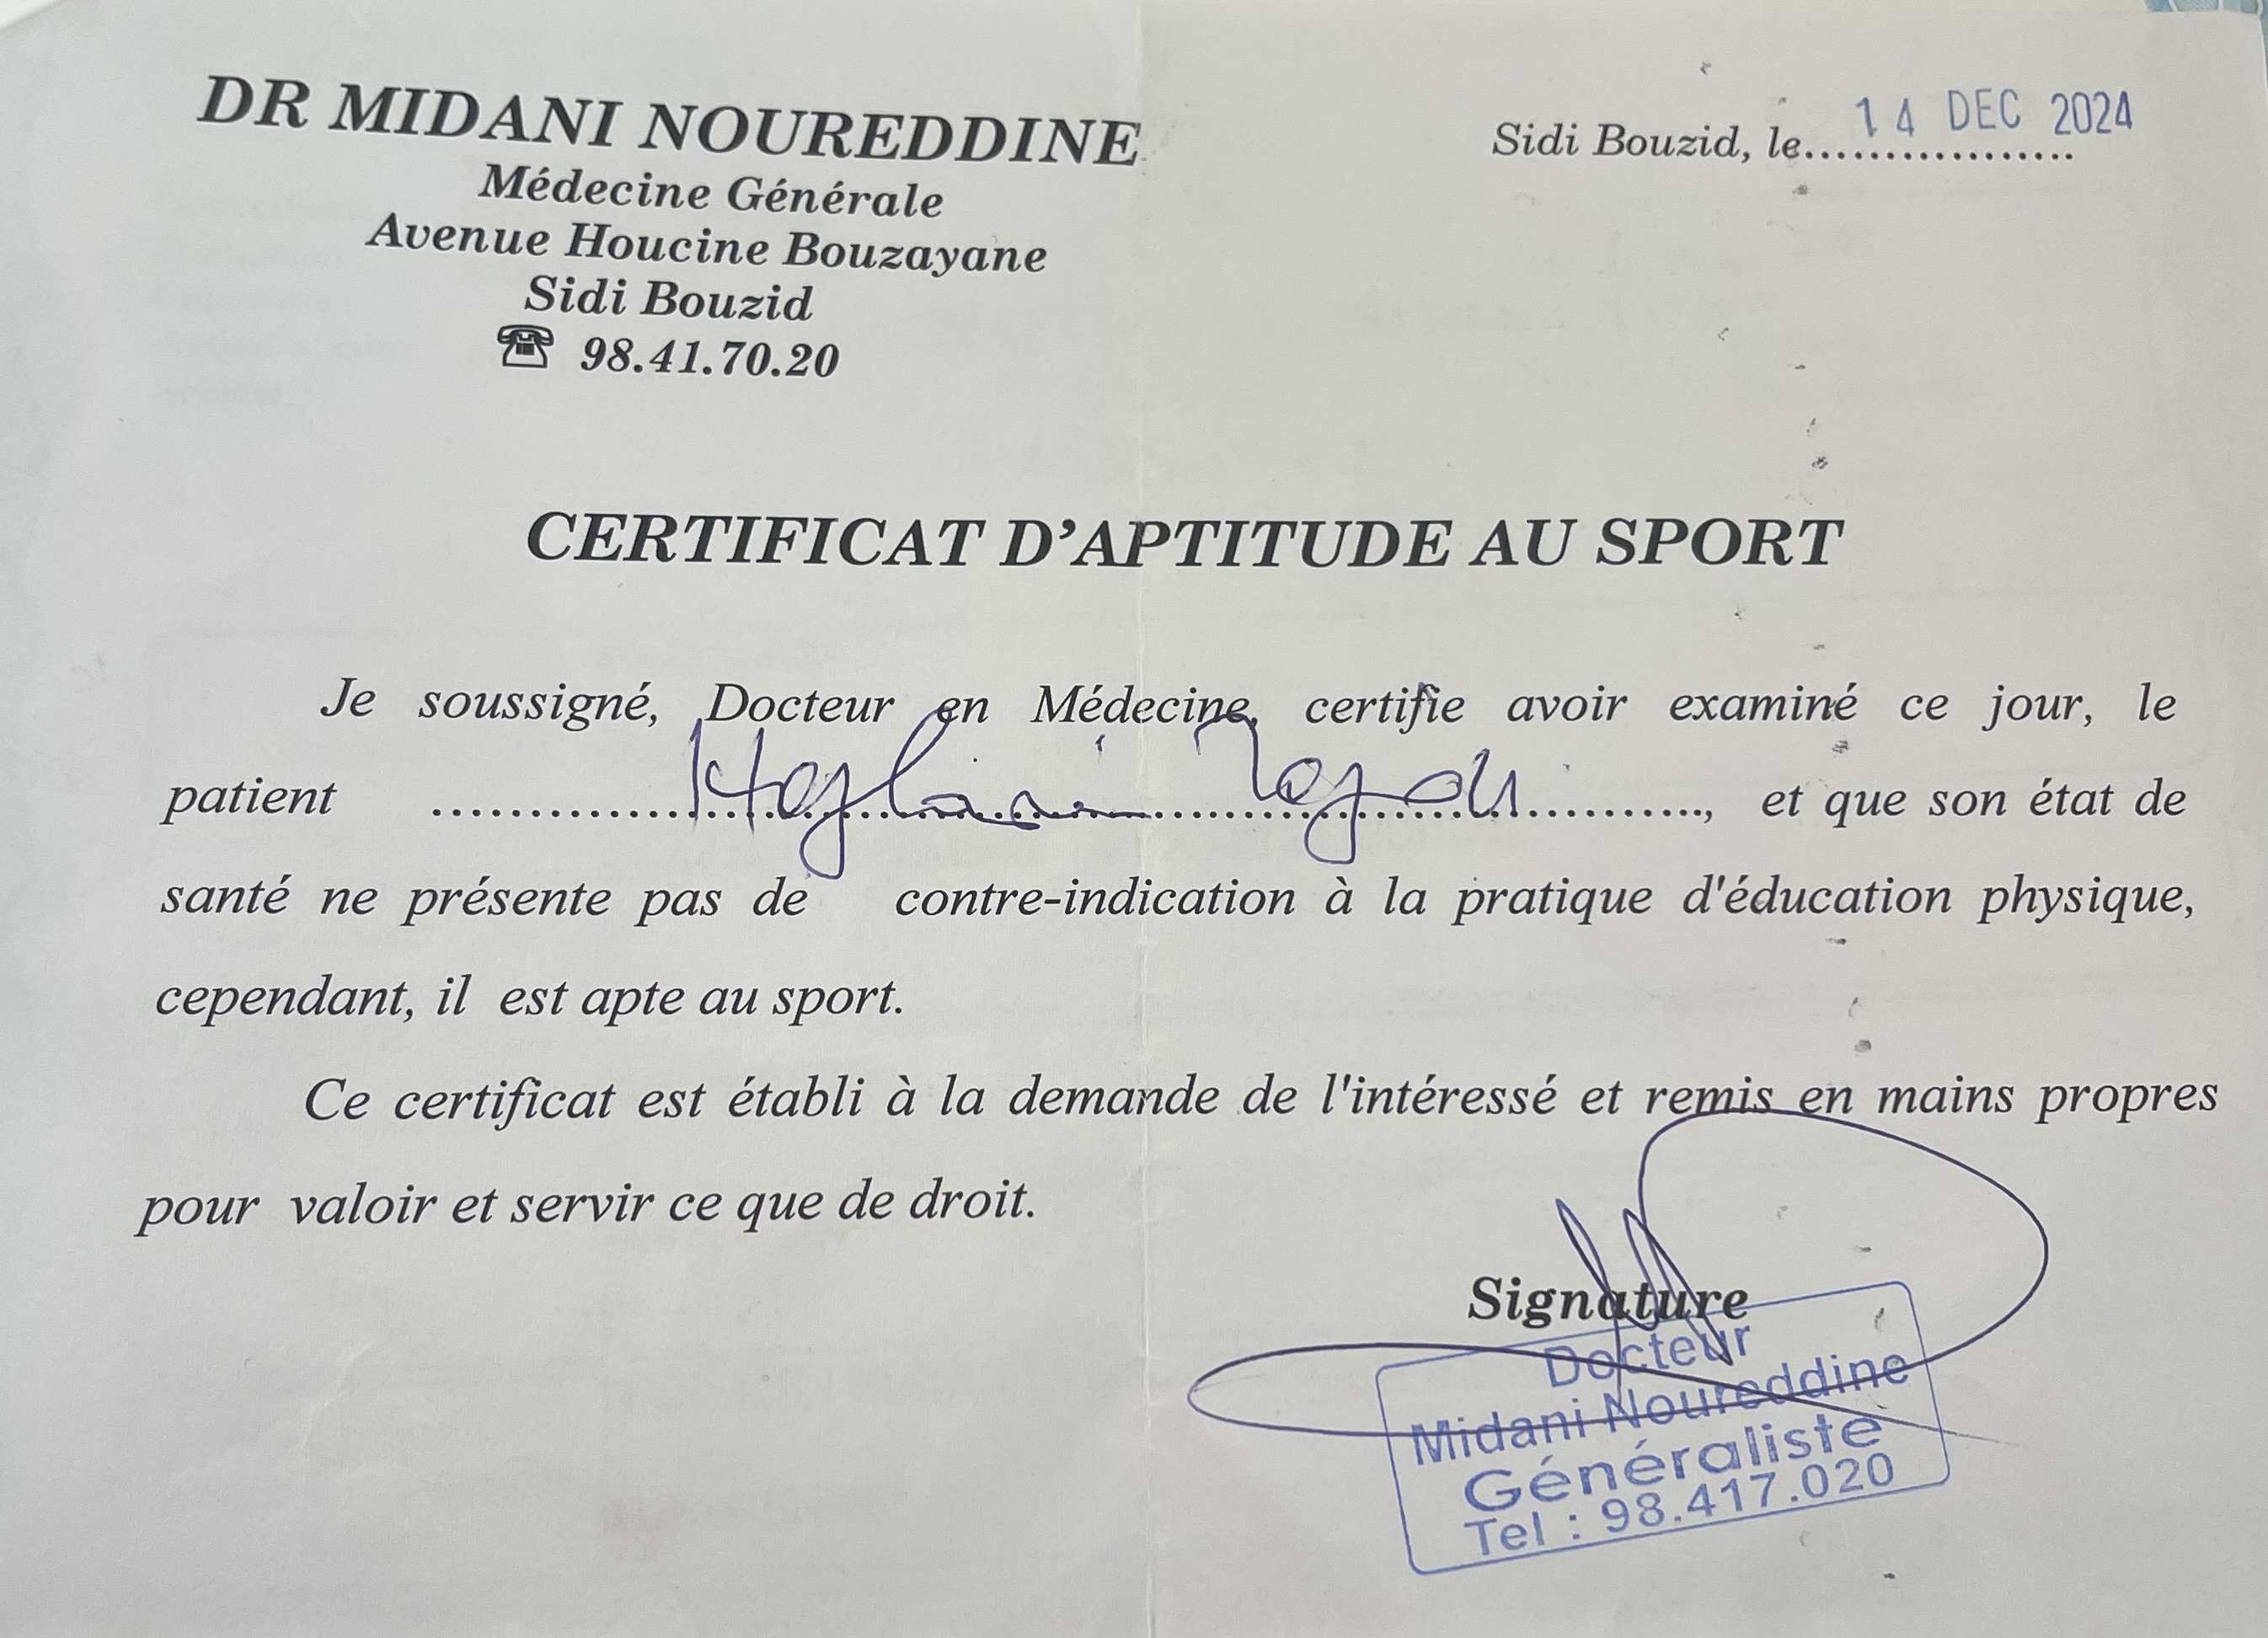 DR MIDANI NOUREDDINE
Médecine Générale
Avenue Houcine Bouzayane
Sidi Bouzid
☎ 98.41.70.20
Sidi Bouzid, le.................. 14 DEC 2024
CERTIFICAT D'APTITUDE AU SPORT
Je soussigné, Docteur en Médecine, certifie avoir examiné ce jour, le
patient ...................., et que son état de
santé ne présente pas de contre-indication à la pratique d'éducation physique,
cependant, il est apte au sport.
Ce certificat est établi à la demande de l'intéressé et remis en mains propres
pour valoir et servir ce que de droit.
Signature
Docteur
Midani Noureddine
Généraliste
Tel : 98.417.020